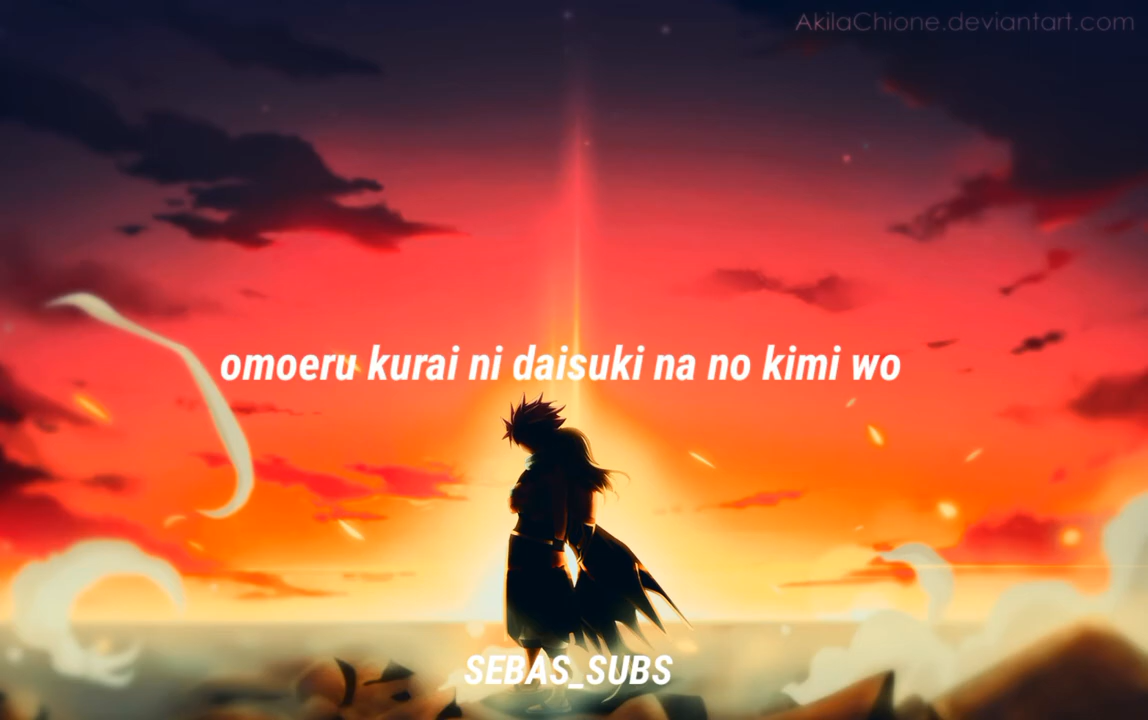 AkilaChione.deviantart.com
omoeru kurai ni daisuki na no kimi wo
SEBAS_SUBS